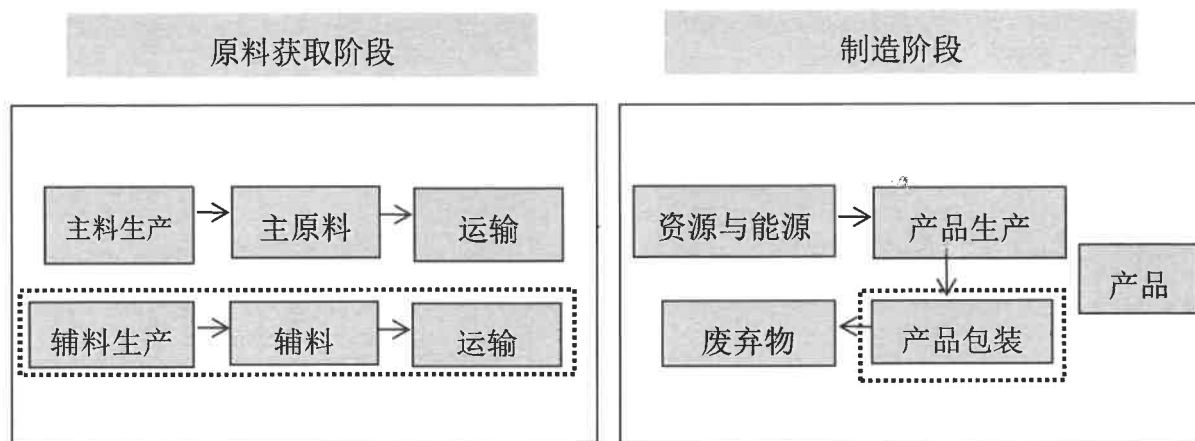 原料获取阶段
制造阶段
主料生产
主原料
运输
资源与能源
产品生产
产品
辅料生产
辅料
运输
废弃物
产品包装